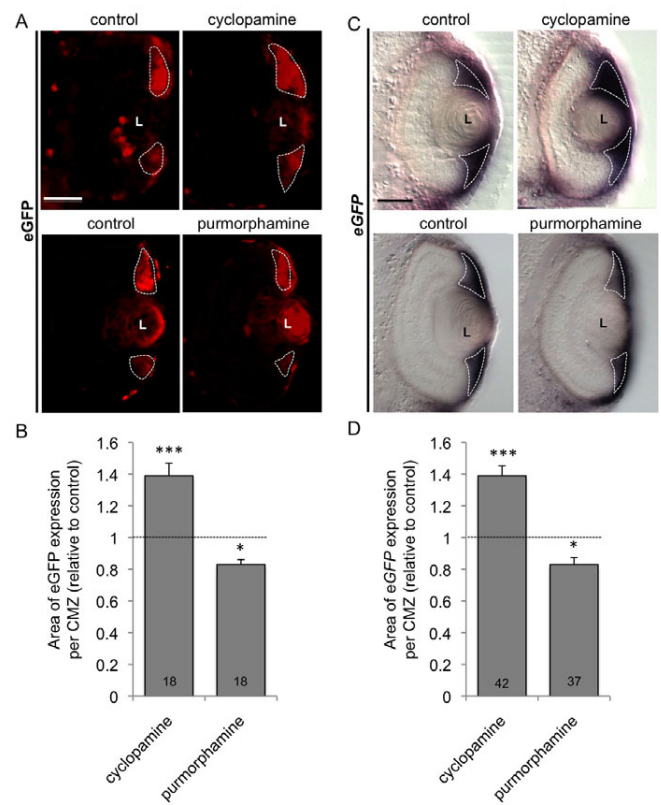 A
control
cyclopamine
eGFP
L
L
control
purmorphamine
L
L
C
control
cyclopamine
eGFP
L
L
control
purmorphamine
L
L
B
Area of eGFP expression
per CMZ (relative to control)
1.6
1.4
1.2
1
0.8
0.6
0.4
0.2
0
***
*
18
18
cyclopamine
purmorphamine
D
Area of eGFP expression
per CMZ (relative to control)
1.6
1.4
1.2
1
0.8
0.6
0.4
0.2
0
***
*
42
37
cyclopamine
purmorphamine